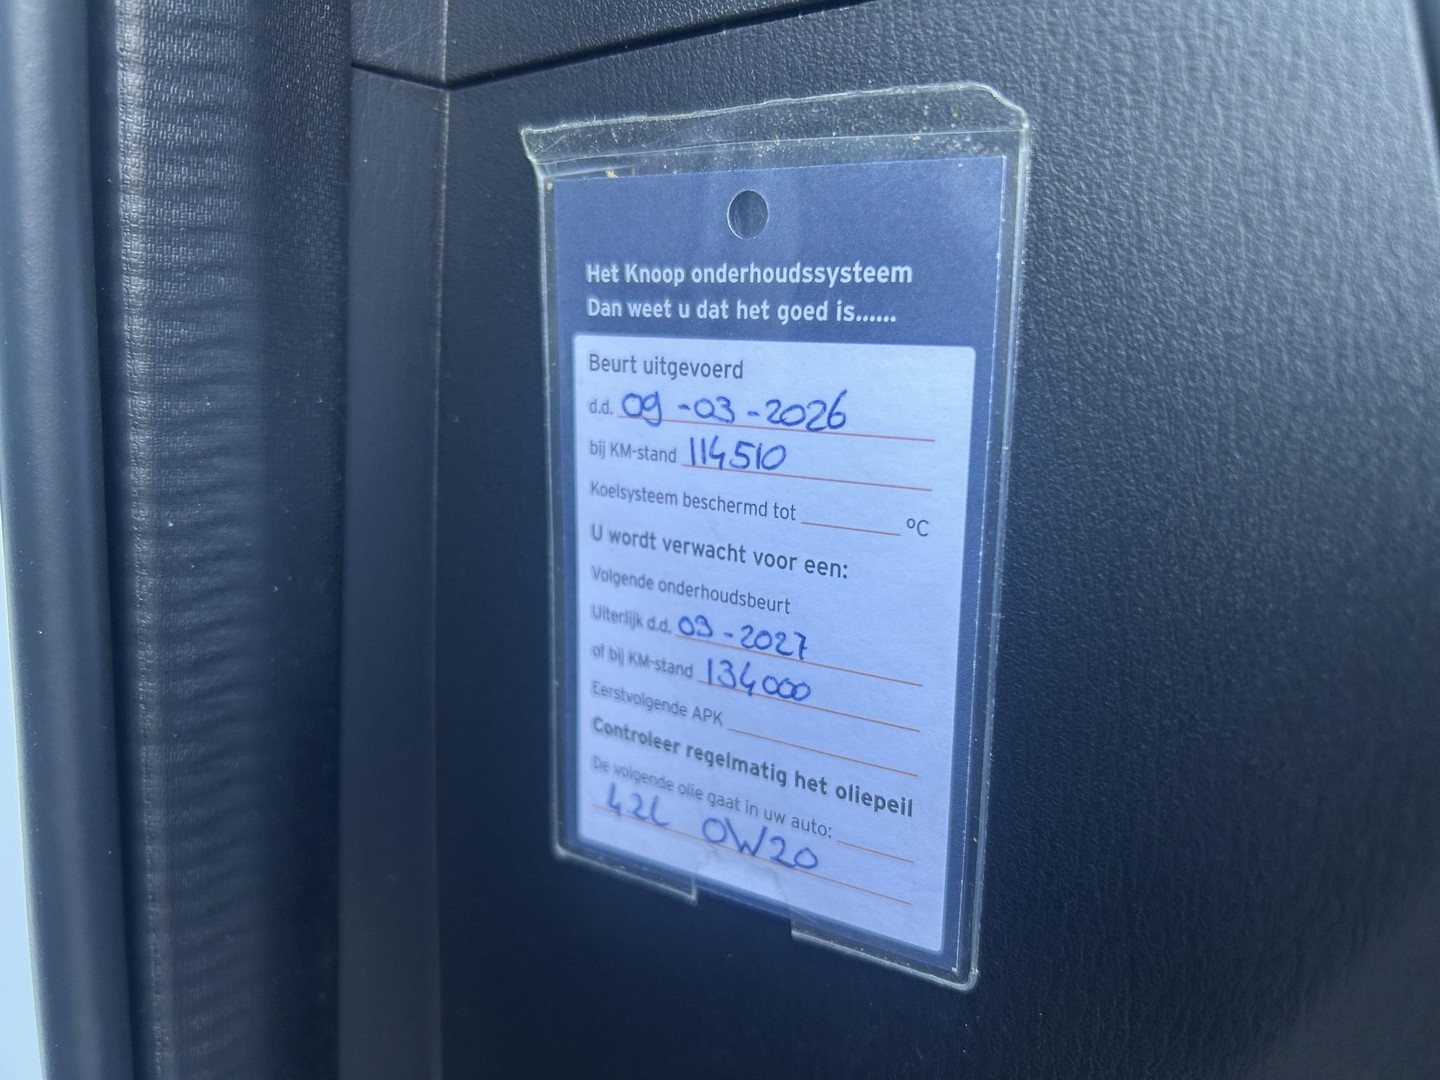 Het Knoop onderhoudssysteem
Dan weet u dat het goed is......
Beurt uitgevoerd
d.d. 09-03-2026
bij KM-stand 114510
Koelsysteem beschermd tot °C
U wordt verwacht voor een:
Volgende onderhoudsbeurt
Uiterlijk d.d. 03-2027
of bij KM-stand 134000
Eerstvolgende APK
Controleer regelmatig het oliepeil
De volgende olie gaat in uw auto:
42L 0W20